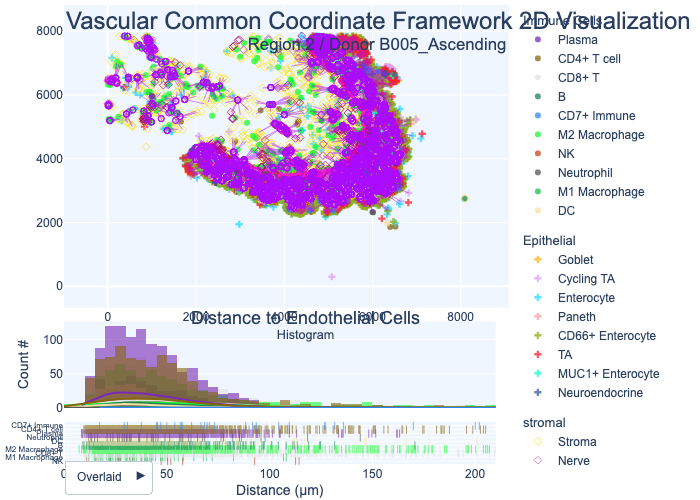 Vascular Common Coordinate Framework 2D Visualization
Region 2 / Donor B005_Ascending
8000
6000
4000
2000
0
0
2000
4000
6000
8000
Immune Cells
Plasma
CD4+ T cell
CD8+ T
B
CD7+ Immune
M2 Macrophage
NK
Neutrophil
M1 Macrophage
DC
Epithelial
Goblet
Cycling TA
Enterocyte
Paneth
CD66+ Enterocyte
TA
MUC1+ Enterocyte
Neuroendocrine
stromal
Stroma
Nerve
Distance to Endothelial Cells
Histogram
Count #
100
50
0
CD7+ Immune
Neutrophil
M2 Macrophage
M1 Macrophage
NK
0
50
100
150
200
Distance (μm)
Overlaid ▶